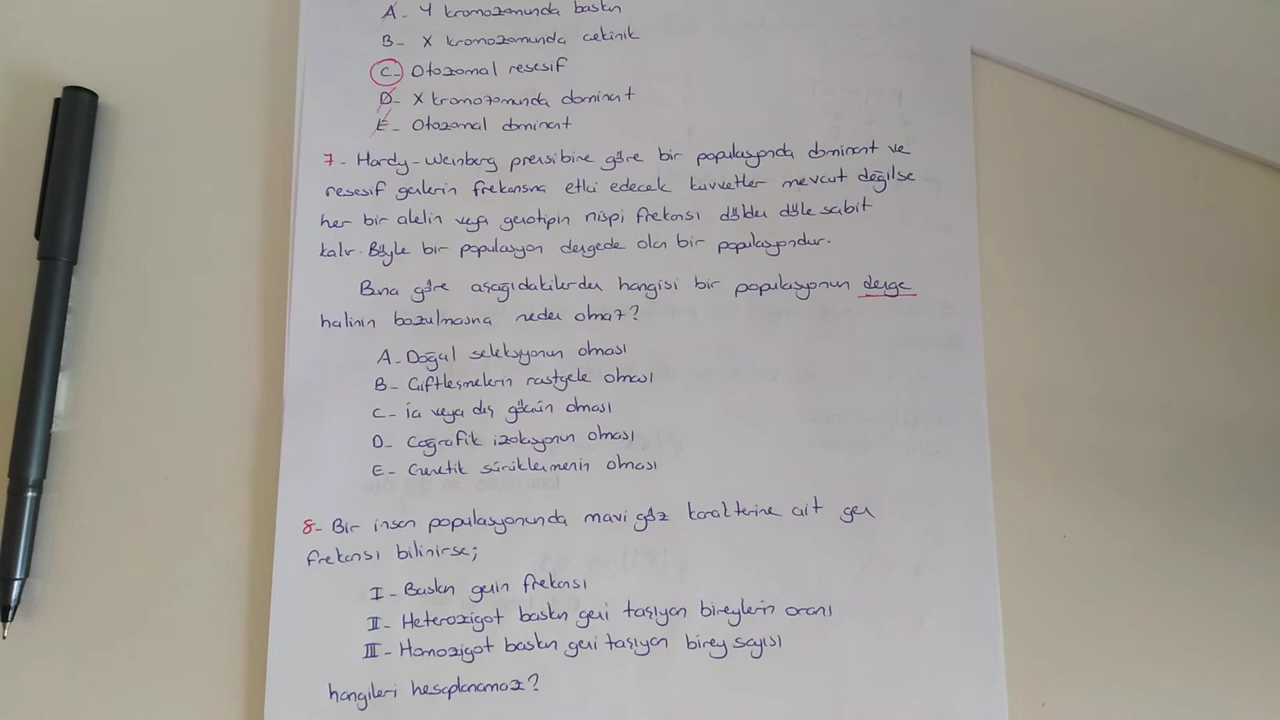 A- Y kromozomunda baskın
B- X kromozomunda çekinik
C- Otozomal resesif
D- X kromozomunda dominant
E- Otozomal dominant
7- Hardy-Weinberg prensibine göre bir populasyonda dominant ve
resesif genlerin frekansına etki edecek kuvvetler mevcut değilse
her bir alelin veya genotipin nispi frekansı dölden döle sabit
kalır. Böyle bir populasyon dengede olan bir populasyondur.
Buna göre aşağıdakilerden hangisi bir populasyonun denge
halinin bozulmasına neden olmaz?
A- Doğal seleksiyonun olması
B- Çiftleşmelerin rastgele olması
C- iç veya dış göçün olması
D- Coğrafik izolasyonun olması
E- Genetik sürüklenmenin olması
8- Bir insan populasyonunda mavi göz karakterine ait gen
frekansı bilinirse;
I- Baskın genin frekansı
II- Heterozigot baskın geni taşıyan bireylerin oranı
III- Homozigot baskın geni taşıyan birey sayısı
hangileri hesaplanamaz?